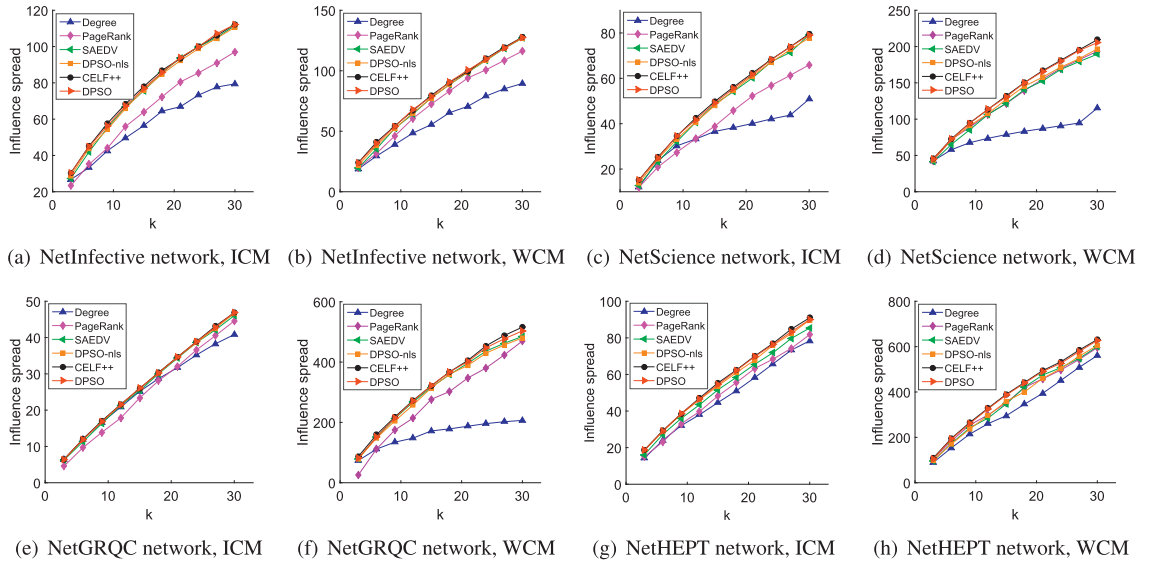 120
100
80
60
40
20
0
10
20
30
k
Influence spread
Degree
PageRank
SAEDV
DPSO-nls
CELF++
DPSO
(a) NetInfective network, ICM
150
100
50
0
0
10
20
30
k
Influence spread
Degree
PageRank
SAEDV
DPSO-nls
CELF++
DPSO
(b) NetInfective network, WCM
80
60
40
20
0
10
20
30
k
Influence spread
Degree
PageRank
SAEDV
DPSO-nls
CELF++
DPSO
(c) NetScience network, ICM
250
200
150
100
50
0
0
10
20
30
k
Influence spread
Degree
PageRank
SAEDV
DPSO-nls
CELF++
DPSO
(d) NetScience network, WCM
50
40
30
20
10
0
0
10
20
30
k
Influence spread
Degree
PageRank
SAEDV
DPSO-nls
CELF++
DPSO
(e) NetGRQC network, ICM
600
400
200
0
0
10
20
30
k
Influence spread
Degree
PageRank
SAEDV
DPSO-nls
CELF++
DPSO
(f) NetGRQC network, WCM
100
80
60
40
20
0
0
10
20
30
k
Influence spread
Degree
PageRank
SAEDV
DPSO-nls
CELF++
DPSO
(g) NetHEPT network, ICM
800
600
400
200
0
0
10
20
30
k
Influence spread
Degree
PageRank
SAEDV
DPSO-nls
CELF++
DPSO
(h) NetHEPT network, WCM